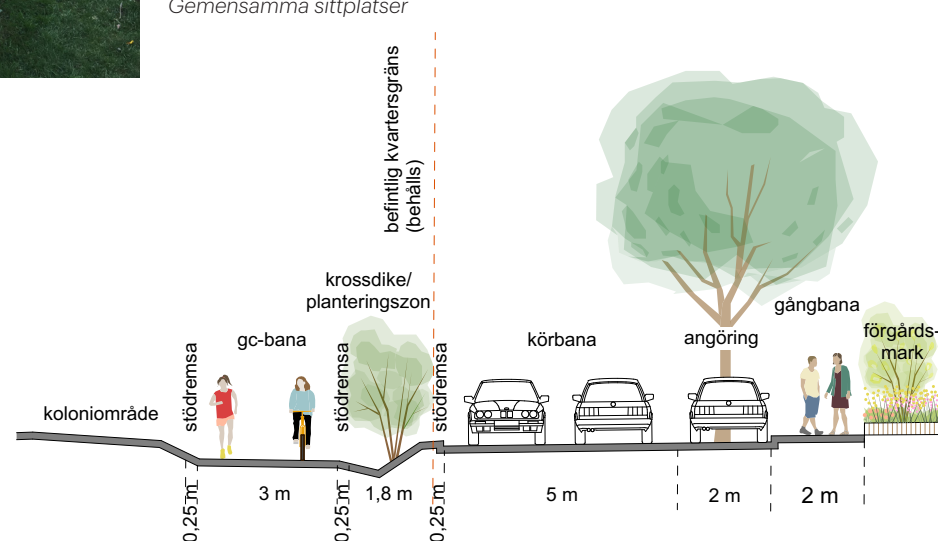 Gemensamma sittplatser
befintlig kvartersgräns
(behålls)
krossdike/
planteringszon
gångbana
förgårds-
mark
gc-bana
körbana
angöring
koloniområde
stödremsa
stödremsa
stödremsa
0,25 m
3 m
0,25 m
1,8 m
0,25 m
5 m
2 m
2 m